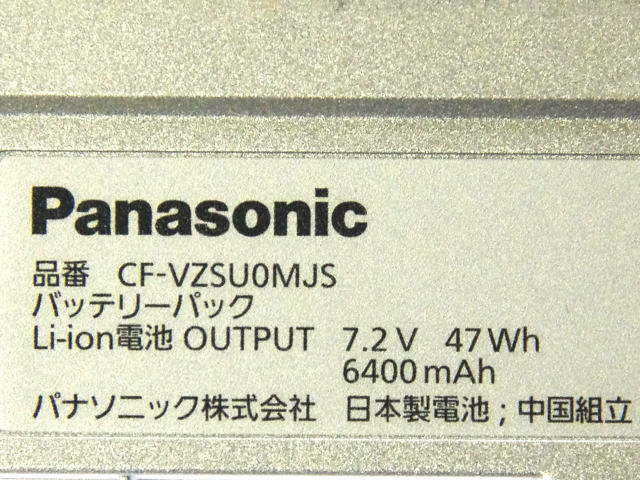 Panasonic
品番 CF-VZSU0MJS
バッテリーパック
Li-ion電池 OUTPUT 7.2 V 47 Wh
6400 mAh
パナソニック株式会社 日本製電池 ; 中国組立